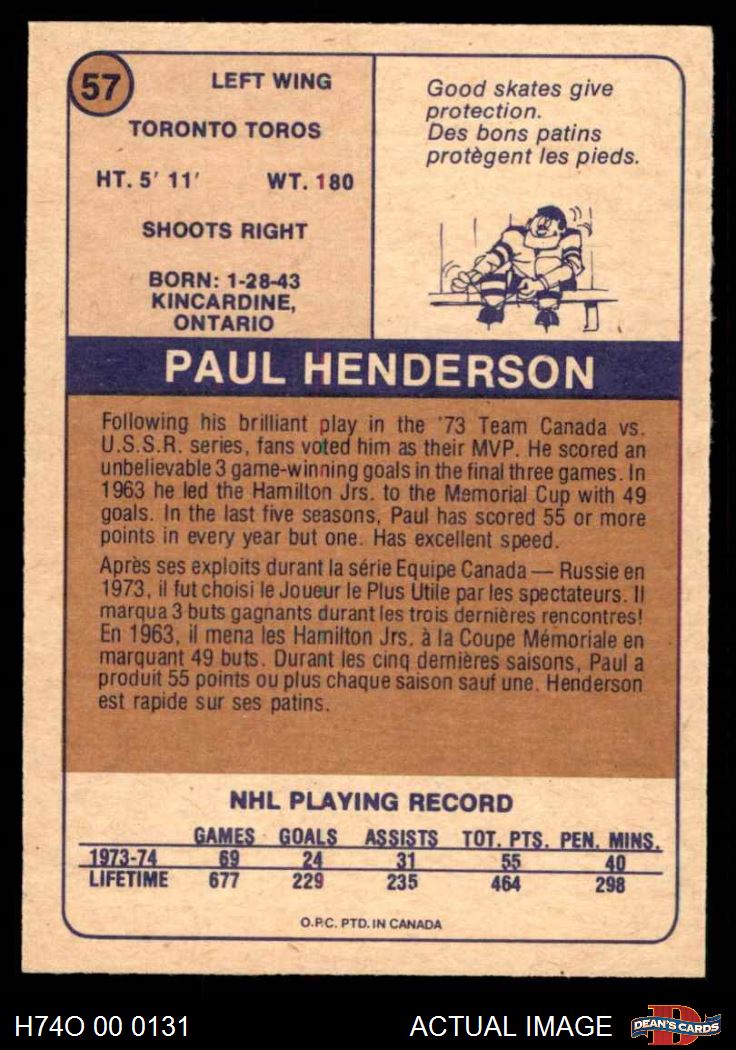 57
LEFT WING
TORONTO TOROS
HT. 5' 11' WT. 180
SHOOTS RIGHT
BORN: 1-28-43
KINCARDINE,
ONTARIO
Good skates give
protection.
Des bons patins
protègent les pieds.
PAUL HENDERSON
Following his brilliant play in the '73 Team Canada vs.
U.S.S.R. series, fans voted him as their MVP. He scored an
unbelievable 3 game-winning goals in the final three games. In
1963 he led the Hamilton Jrs. to the Memorial Cup with 49
goals. In the last five seasons, Paul has scored 55 or more
points in every year but one. Has excellent speed.
Après ses exploits durant la série Equipe Canada — Russie en
1973, il fut choisi le Joueur le Plus Utile par les spectateurs. Il
marqua 3 buts gagnants durant les trois dernières rencontres!
En 1963, il mena les Hamilton Jrs. à la Coupe Mémoriale en
marquant 49 buts. Durant les cinq dernières saisons, Paul a
produit 55 points ou plus chaque saison sauf une. Henderson
est rapide sur ses patins.
NHL PLAYING RECORD
GAMES GOALS ASSISTS TOT. PTS. PEN. MINS.
1973-74 69 24 31 55 40
LIFETIME 677 229 235 464 298
O.P.C. PTD. IN CANADA
H74O 00 0131 ACTUAL IMAGE DEAN'S CARDS